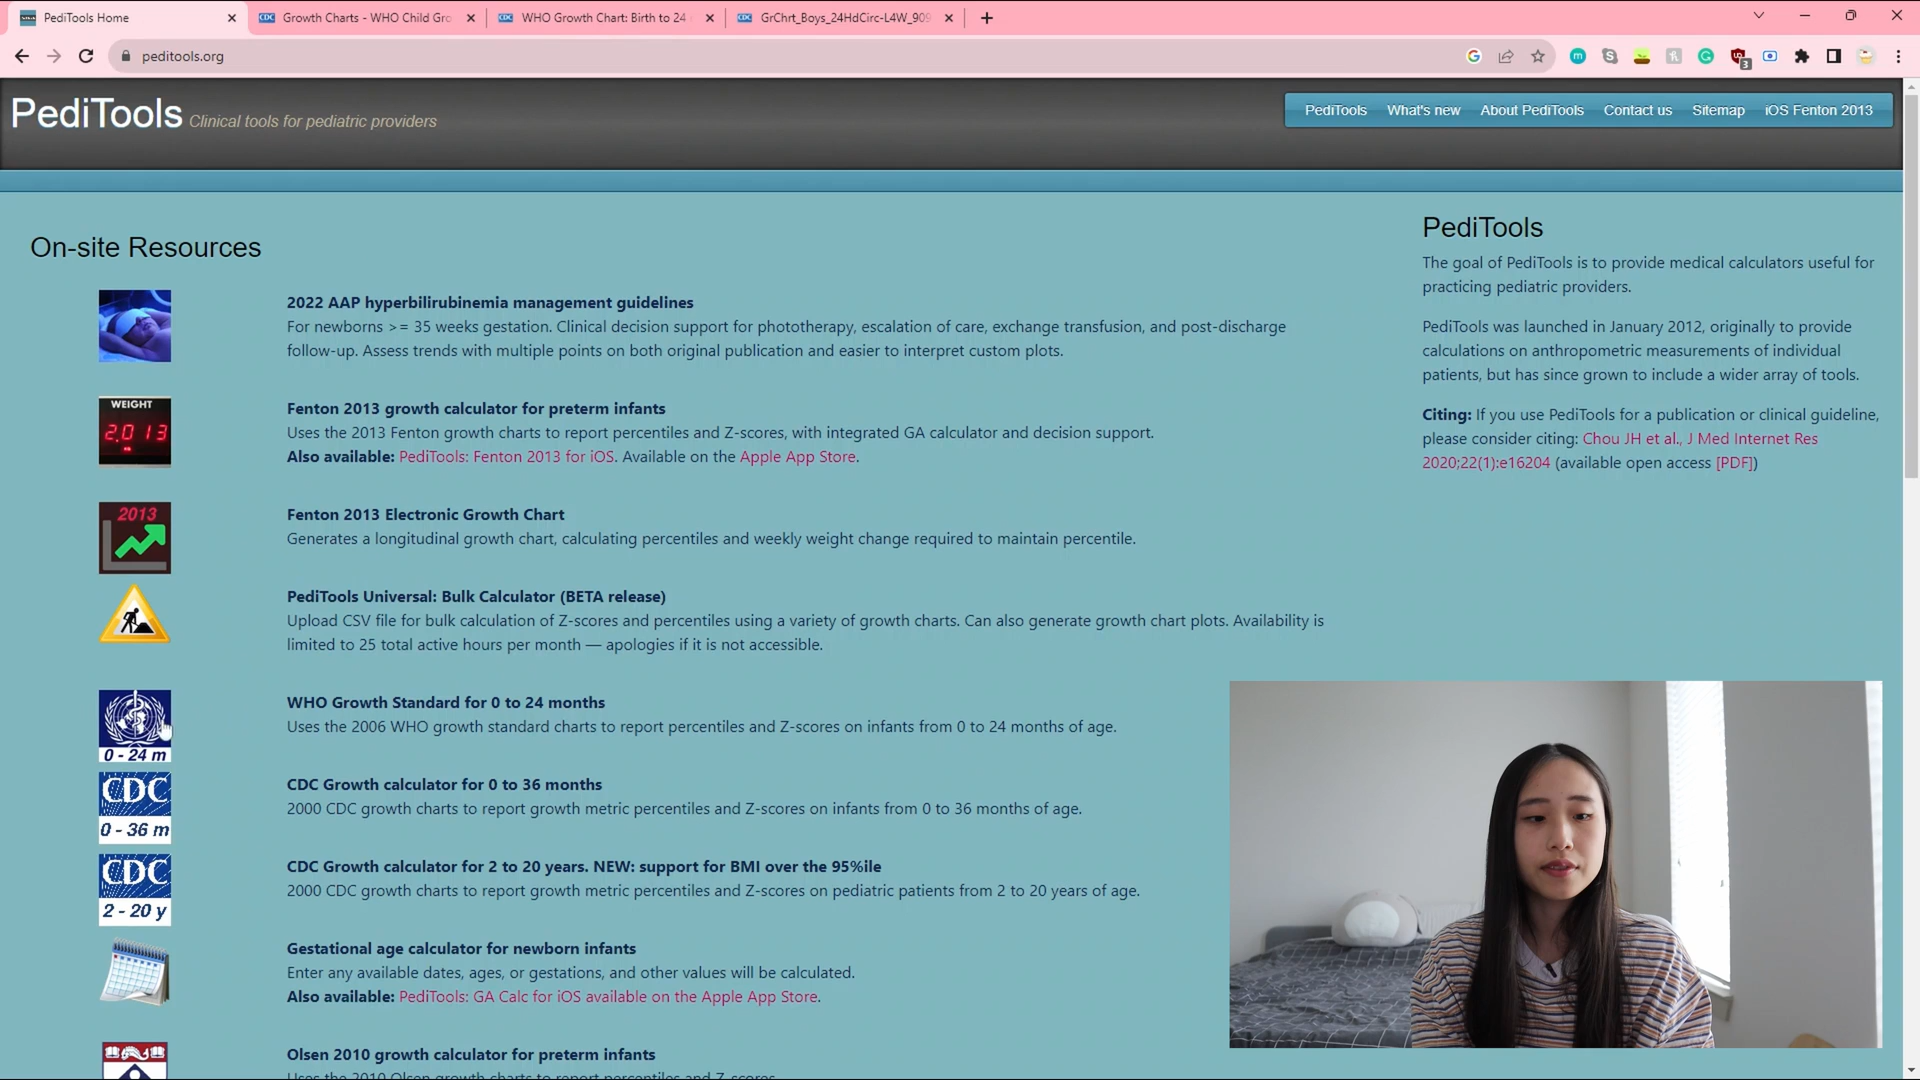 PediTools Home
Growth Charts - WHO Child Gro
WHO Growth Chart: Birth to 24
GrChrt_Boys_24HdCirc-L4W_909
peditools.org
3
PediTools Clinical tools for pediatric providers
PediTools What's new About PediTools Contact us Sitemap iOS Fenton 2013
On-site Resources
2022 AAP hyperbilirubinemia management guidelines
For newborns >= 35 weeks gestation. Clinical decision support for phototherapy, escalation of care, exchange transfusion, and post-discharge
follow-up. Assess trends with multiple points on both original publication and easier to interpret custom plots.
WEIGHT
2.013
Fenton 2013 growth calculator for preterm infants
Uses the 2013 Fenton growth charts to report percentiles and Z-scores, with integrated GA calculator and decision support.
Also available: PediTools: Fenton 2013 for iOS. Available on the Apple App Store.
2013
Fenton 2013 Electronic Growth Chart
Generates a longitudinal growth chart, calculating percentiles and weekly weight change required to maintain percentile.
PediTools Universal: Bulk Calculator (BETA release)
Upload CSV file for bulk calculation of Z-scores and percentiles using a variety of growth charts. Can also generate growth chart plots. Availability is
limited to 25 total active hours per month — apologies if it is not accessible.
0 - 24 m
WHO Growth Standard for 0 to 24 months
Uses the 2006 WHO growth standard charts to report percentiles and Z-scores on infants from 0 to 24 months of age.
CDC
0 - 36 m
CDC Growth calculator for 0 to 36 months
2000 CDC growth charts to report growth metric percentiles and Z-scores on infants from 0 to 36 months of age.
CDC
2 - 20 y
CDC Growth calculator for 2 to 20 years. NEW: support for BMI over the 95%ile
2000 CDC growth charts to report growth metric percentiles and Z-scores on pediatric patients from 2 to 20 years of age.
Gestational age calculator for newborn infants
Enter any available dates, ages, or gestations, and other values will be calculated.
Also available: PediTools: GA Calc for iOS available on the Apple App Store.
Olsen 2010 growth calculator for preterm infants
Uses the 2010 Olsen growth charts to report percentiles and Z-scores
PediTools
The goal of PediTools is to provide medical calculators useful for
practicing pediatric providers.
PediTools was launched in January 2012, originally to provide
calculations on anthropometric measurements of individual
patients, but has since grown to include a wider array of tools.
Citing: If you use PediTools for a publication or clinical guideline,
please consider citing: Chou JH et al., J Med Internet Res
2020;22(1):e16204 (available open access [PDF])